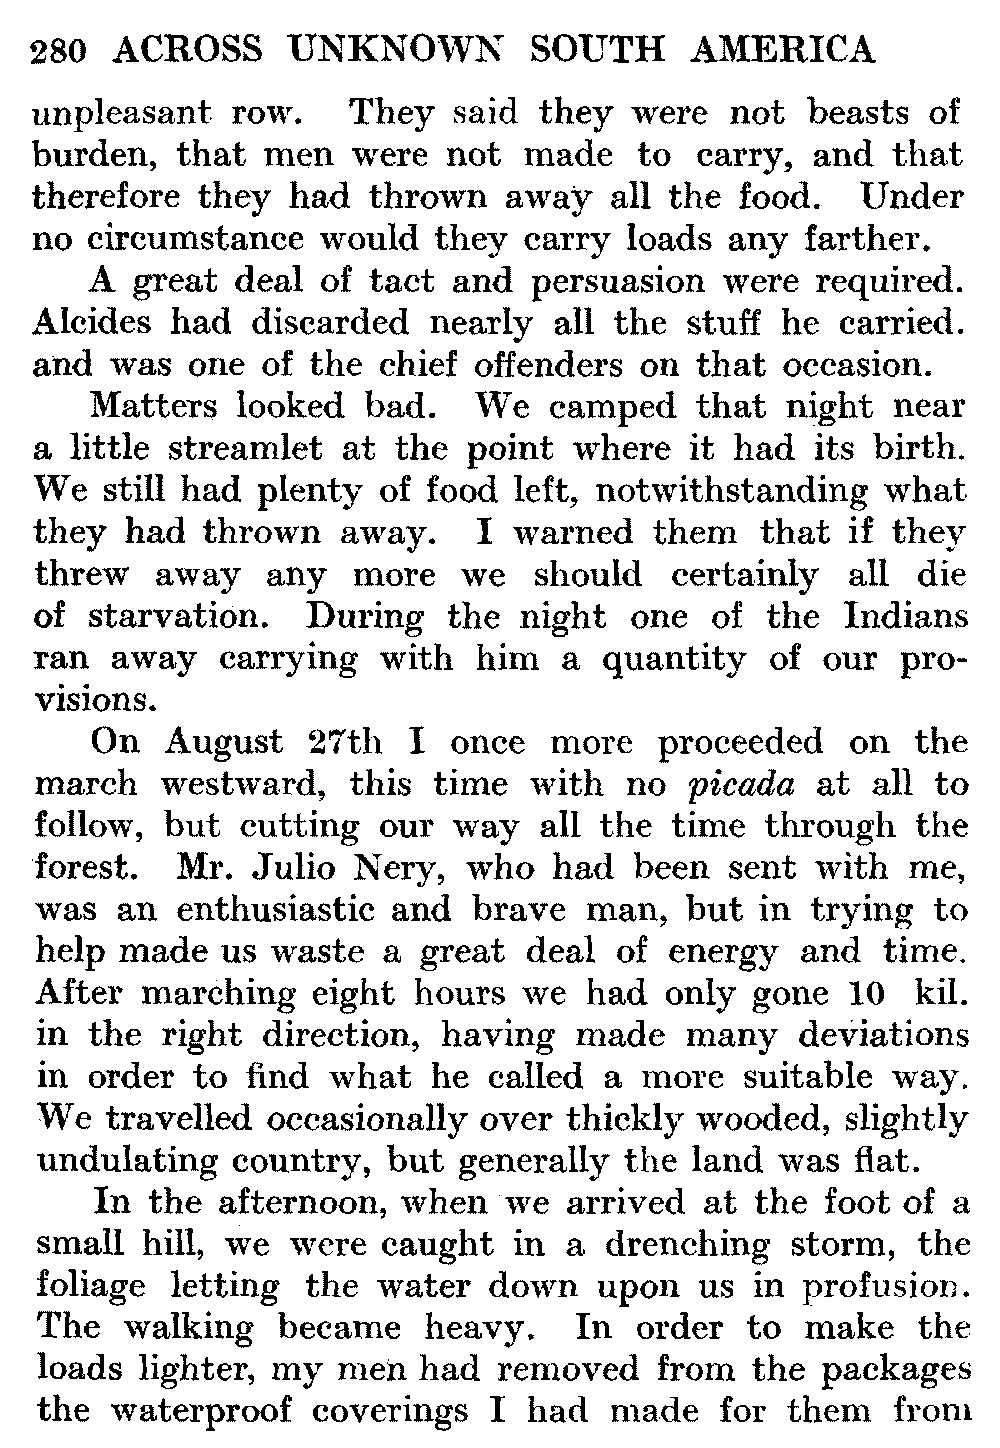 280 ACROSS UNKNOWN SOUTH AMERICA
unpleasant row. They said they were not beasts of
burden, that men were not made to carry, and that
therefore they had thrown away all the food. Under
no circumstance would they carry loads any farther.
A great deal of tact and persuasion were required.
Alcides had discarded nearly all the stuff he carried.
and was one of the chief offenders on that occasion.
Matters looked bad. We camped that night near
a little streamlet at the point where it had its birth.
We still had plenty of food left, notwithstanding what
they had thrown away. I warned them that if they
threw away any more we should certainly all die
of starvation. During the night one of the Indians
ran away carrying with him a quantity of our pro-
visions.
On August 27th I once more proceeded on the
march westward, this time with no picada at all to
follow, but cutting our way all the time through the
forest. Mr. Julio Nery, who had been sent with me,
was an enthusiastic and brave man, but in trying to
help made us waste a great deal of energy and time.
After marching eight hours we had only gone 10 kil.
in the right direction, having made many deviations
in order to find what he called a more suitable way.
We travelled occasionally over thickly wooded, slightly
undulating country, but generally the land was flat.
In the afternoon, when we arrived at the foot of a
small hill, we were caught in a drenching storm, the
foliage letting the water down upon us in profusion.
The walking became heavy. In order to make the
loads lighter, my men had removed from the packages
the waterproof coverings I had made for them from